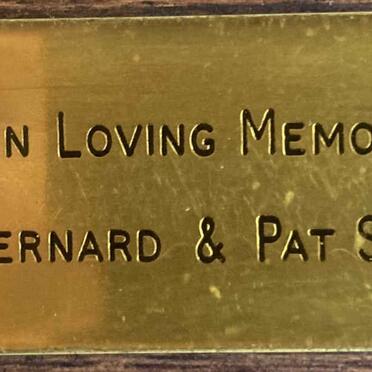 n Loving Memo
ernard & Pat S